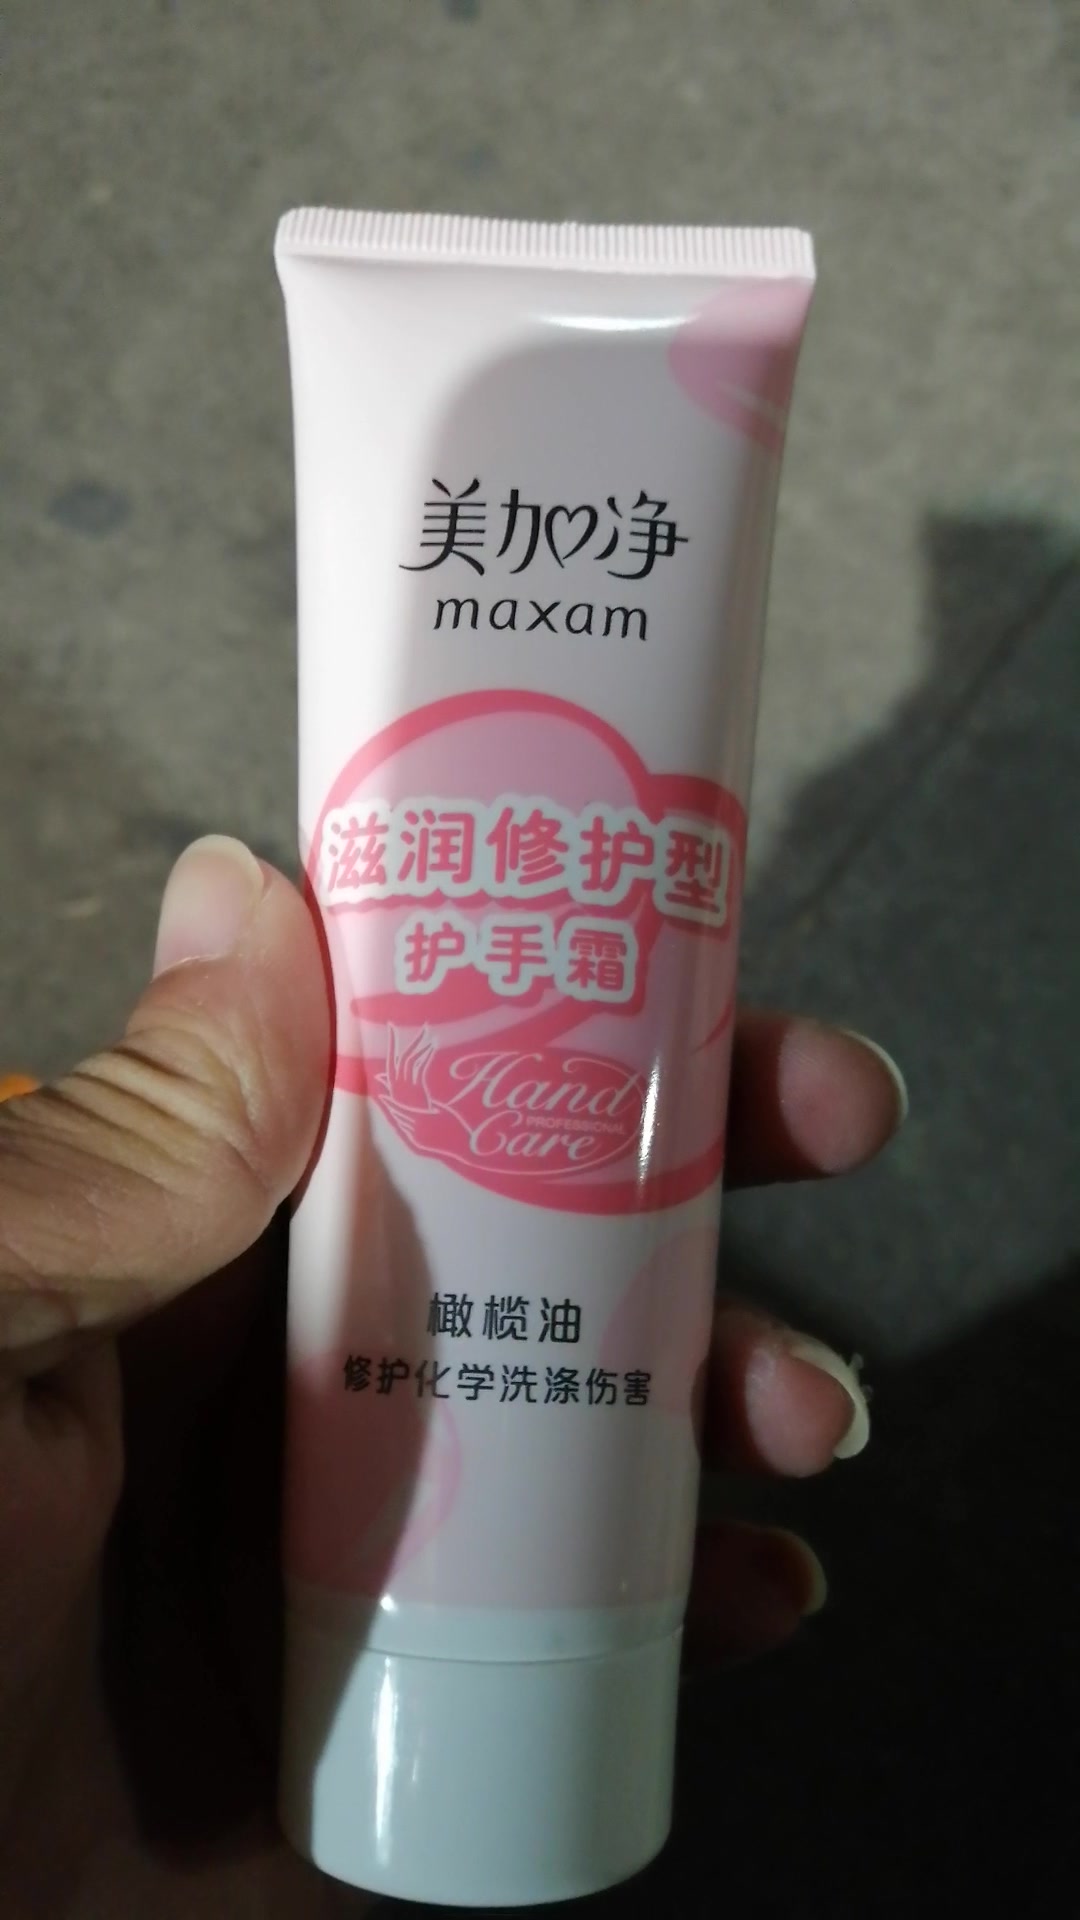 美加净
maxam
滋润修护型
护手霜
Hand
PROFESSIONAL
Care
橄榄油
修护化学洗涤伤害